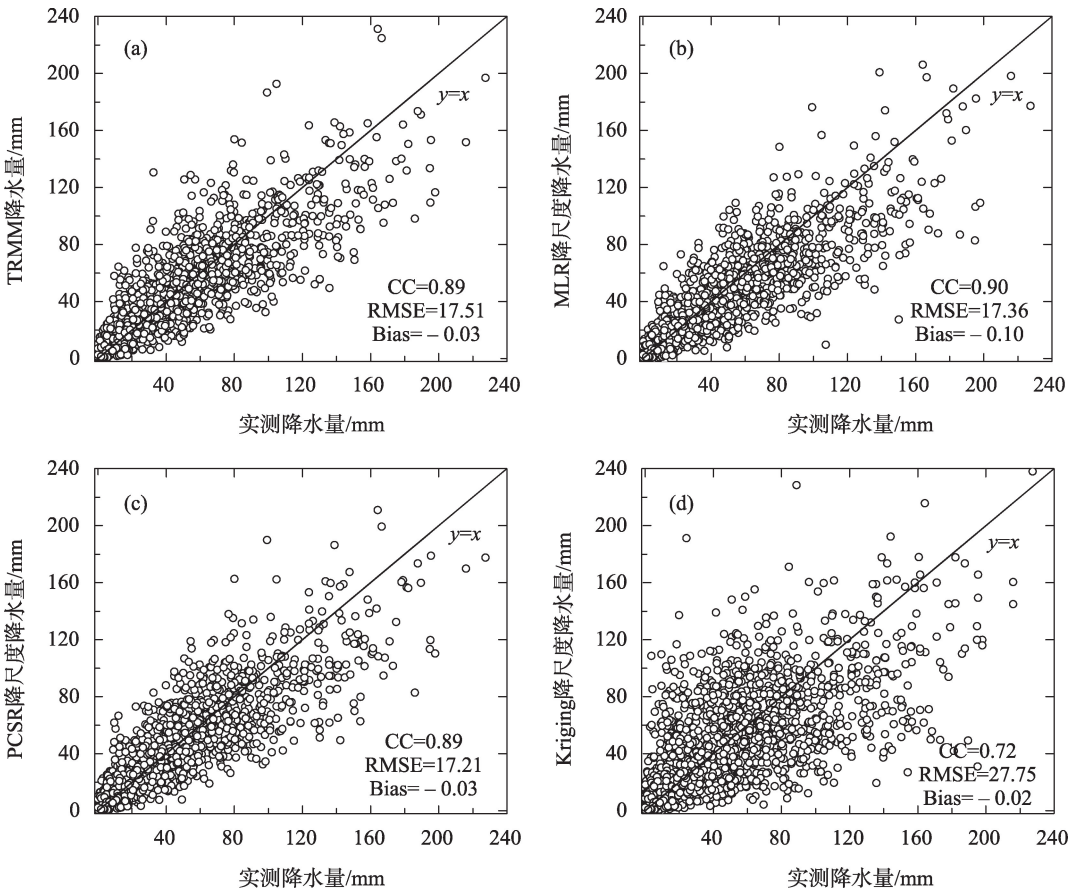 (a)
y=x
CC=0.89
RMSE=17.51
Bias= – 0.03
TRMM降水量/mm
240
200
160
120
80
40
0
40 80 120 160 200 240
实测降水量/mm
(b)
y=x
CC=0.90
RMSE=17.36
Bias= – 0.10
MLR降尺度降水量/mm
240
200
160
120
80
40
0
40 80 120 160 200 240
实测降水量/mm
(c)
y=x
CC=0.89
RMSE=17.21
Bias= – 0.03
PCSR降尺度降水量/mm
240
200
160
120
80
40
0
40 80 120 160 200 240
实测降水量/mm
(d)
y=x
CC=0.72
RMSE=27.75
Bias= – 0.02
Kriging降尺度降水量/mm
240
200
160
120
80
40
0
40 80 120 160 200 240
实测降水量/mm